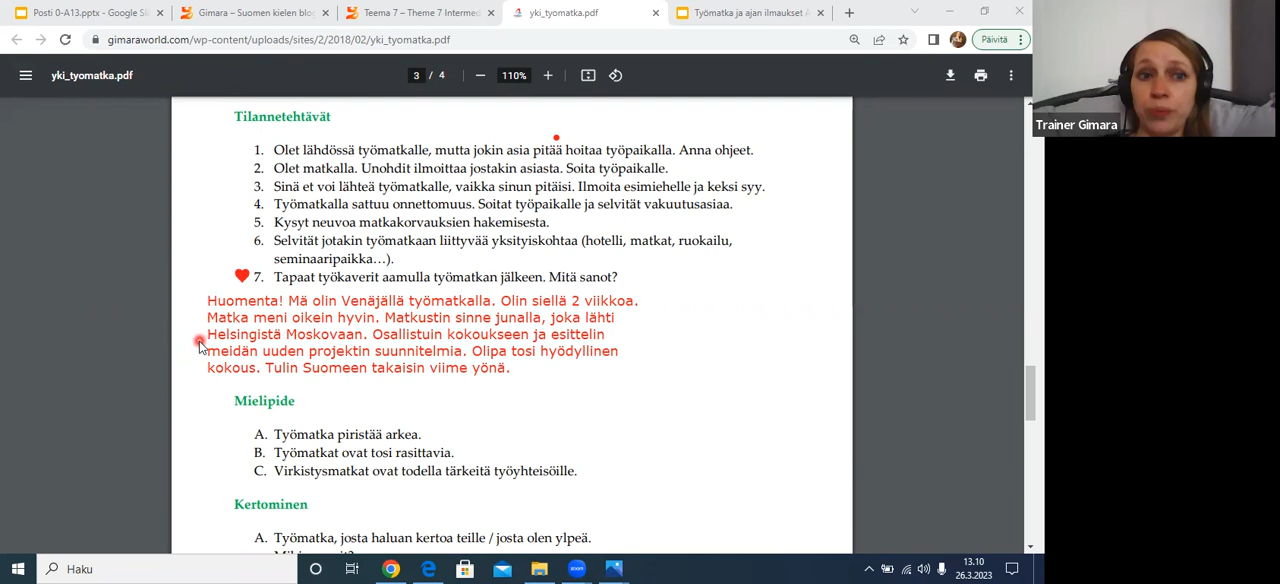 Posti 0-A13.pptx - Google Sli
Gimara – Suomen kielen blog
Teema 7 – Theme 7 Intermed
yki_tyomatka.pdf
Työmatka ja ajan ilmaukset A
gimaraworld.com/wp-content/uploads/sites/2/2018/02/yki_tyomatka.pdf
Päivitä
yki_tyomatka.pdf
3 / 4
110%
Trainer Gimara
Tilannetehtävät
1. Olet lähdössä työmatkalle, mutta jokin asia pitää hoitaa työpaikalla. Anna ohjeet.
2. Olet matkalla. Unohdit ilmoittaa jostakin asiasta. Soita työpaikalle.
3. Sinä et voi lähteä työmatkalle, vaikka sinun pitäisi. Ilmoita esimiehelle ja keksi syy.
4. Työmatkalla sattuu onnettomuus. Soitat työpaikalle ja selvität vakuutusasiaa.
5. Kysyt neuvoa matkakorvauksien hakemisesta.
6. Selvität jotakin työmatkaan liittyvää yksityiskohtaa (hotelli, matkat, ruokailu,
seminaaripaikka…).
7. Tapaat työkaverit aamulla työmatkan jälkeen. Mitä sanot?
Huomenta! Mä olin Venäjällä työmatkalla. Olin siellä 2 viikkoa.
Matka meni oikein hyvin. Matkustin sinne junalla, joka lähti
Helsingistä Moskovaan. Osallistuin kokoukseen ja esittelin
meidän uuden projektin suunnitelmia. Olipa tosi hyödyllinen
kokous. Tulin Suomeen takaisin viime yönä.
Mielipide
A. Työmatka piristää arkea.
B. Työmatkat ovat tosi rasittavia.
C. Virkistysmatkat ovat todella tärkeitä työyhteisöille.
Kertominen
A. Työmatka, josta haluan kertoa teille / josta olen ylpeä.
Haku
zoom
13.10
26.3.2023